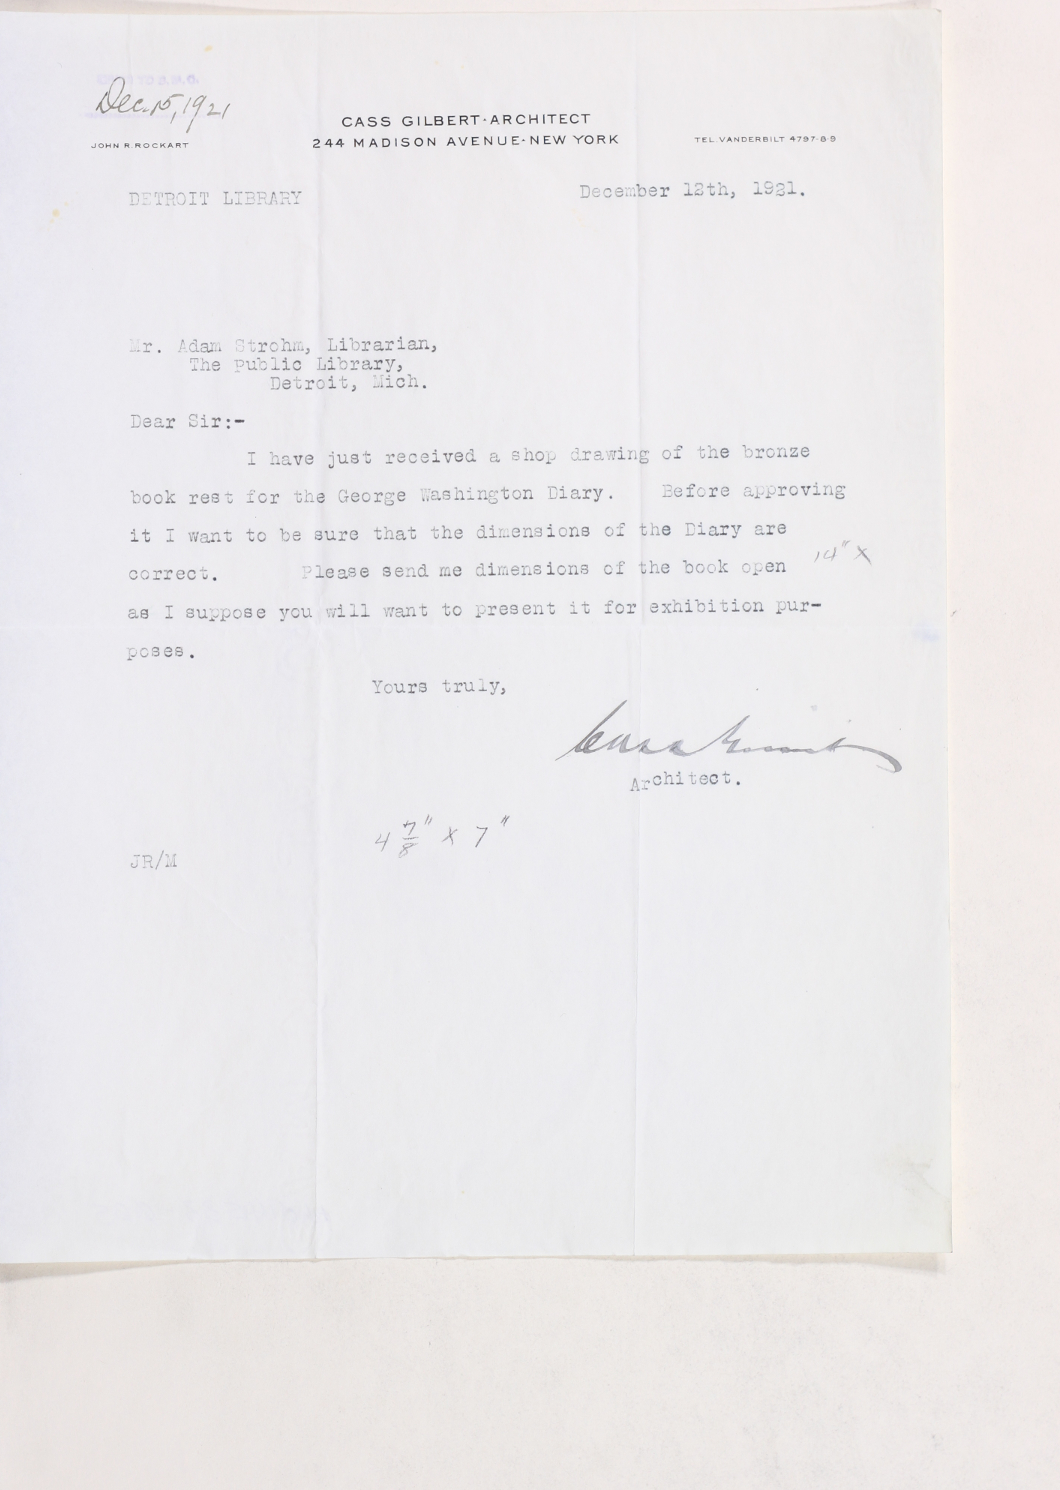 Dec. 15, 1921
CASS GILBERT·ARCHITECT
244 MADISON AVENUE·NEW YORK
JOHN R. ROCKART
TEL. VANDERBILT 4797-8-9
DETROIT LIBRARY
December 12th, 1921.
Mr. Adam Strohm, Librarian,
The Public Library,
Detroit, Mich.
Dear Sir:-
I have just received a shop drawing of the bronze
book rest for the George Washington Diary. Before approving
it I want to be sure that the dimensions of the Diary are
correct. Please send me dimensions of the book open 14" X
as I suppose you will want to present it for exhibition pur-
poses.
Yours truly,
Cass Gilbert
Architect.
4 7/8" x 7"
JR/M